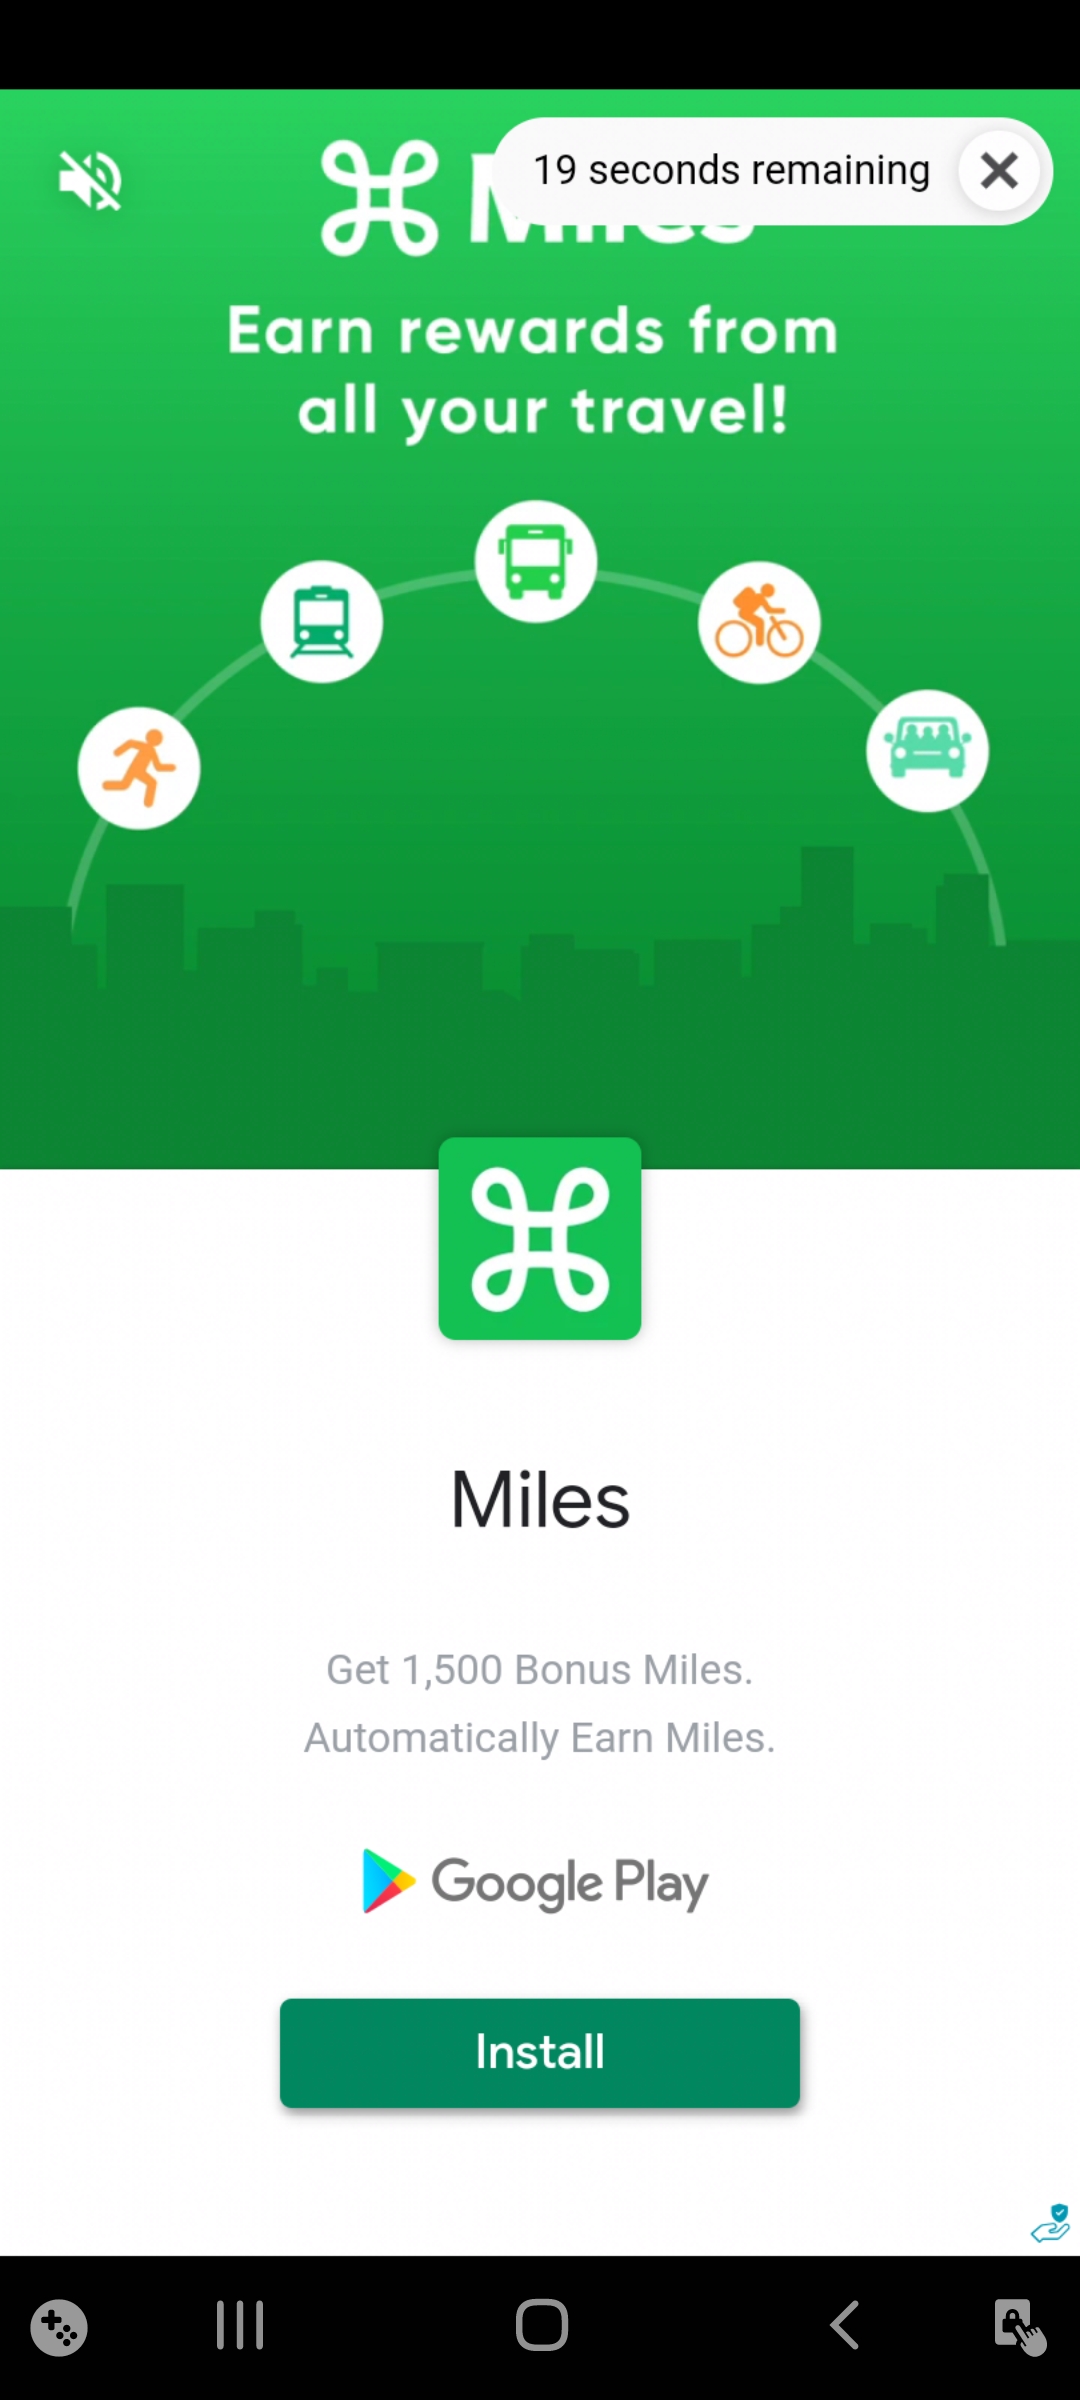 19 seconds remaining
Miles
Earn rewards from
all your travel!
Miles
Get 1,500 Bonus Miles.
Automatically Earn Miles.
Google Play
Install